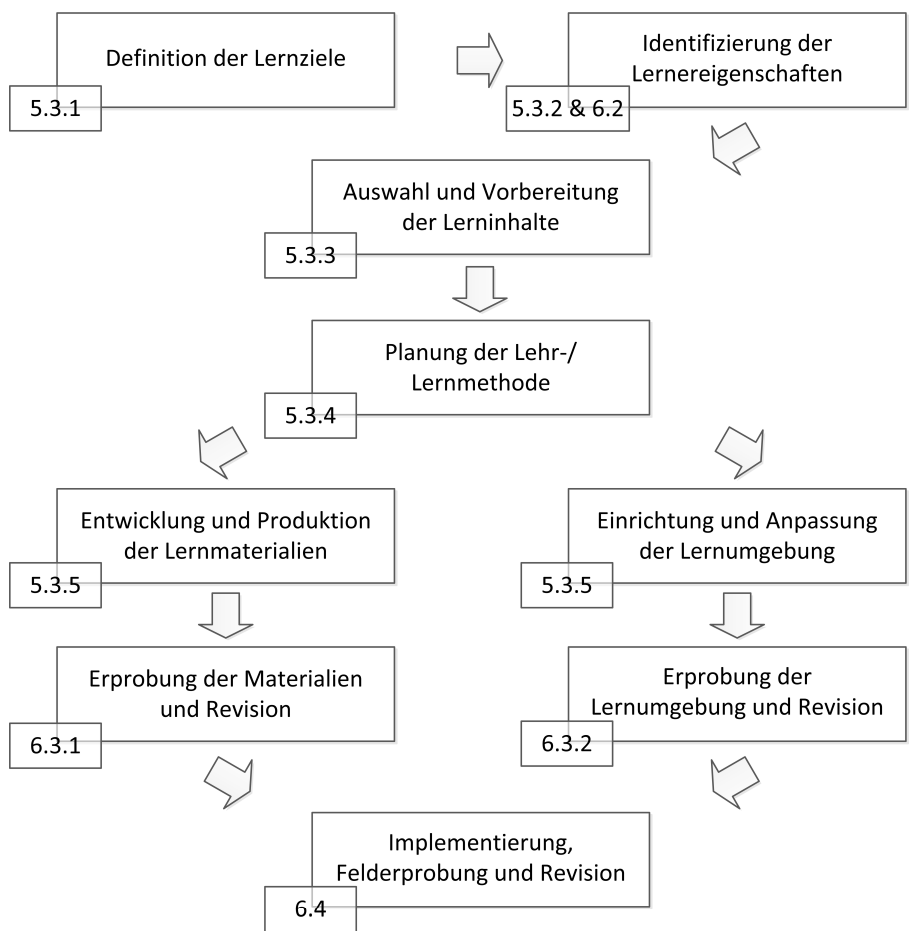 Definition der Lernziele
5.3.1
Identifizierung der
Lernereigenschaften
5.3.2 & 6.2
Auswahl und Vorbereitung
der Lerninhalte
5.3.3
Planung der Lehr-/
Lernmethode
5.3.4
Entwicklung und Produktion
der Lernmaterialien
5.3.5
Einrichtung und Anpassung
der Lernumgebung
5.3.5
Erprobung der Materialien
und Revision
6.3.1
Erprobung der
Lernumgebung und Revision
6.3.2
Implementierung,
Felderprobung und Revision
6.4